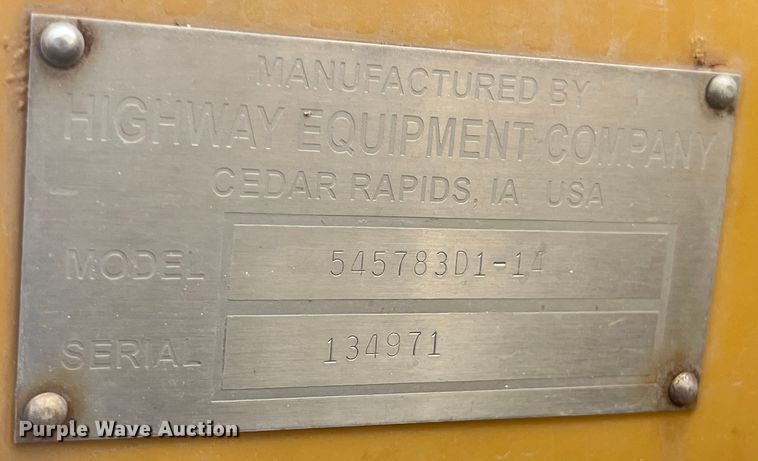 MANUFACTURED BY
HIGHWAY EQUIPMENT COMPANY
CEDAR RAPIDS, IA USA
MODEL 545783D1-14
SERIAL 134971
Purple Wave Auction